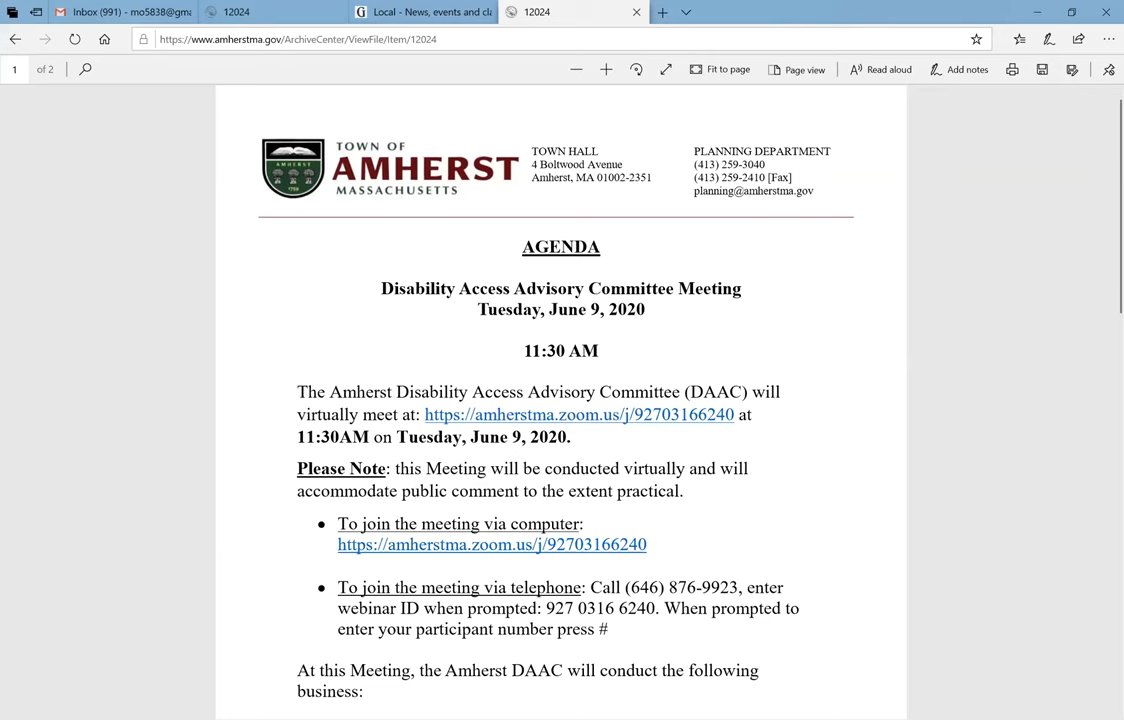 Inbox (991) - mo5838@gma
12024
G Local - News, events and cla
12024
https://www.amherstma.gov/ArchiveCenter/ViewFile/Item/12024
1 of 2
Fit to page
Page view
Read aloud
Add notes
TOWN OF
AMHERST
MASSACHUSETTS
AMHERST
1759
TOWN HALL
4 Boltwood Avenue
Amherst, MA 01002-2351
PLANNING DEPARTMENT
(413) 259-3040
(413) 259-2410 [Fax]
planning@amherstma.gov
AGENDA
Disability Access Advisory Committee Meeting
Tuesday, June 9, 2020
11:30 AM
The Amherst Disability Access Advisory Committee (DAAC) will
virtually meet at: https://amherstma.zoom.us/j/92703166240 at
11:30AM on Tuesday, June 9, 2020.
Please Note: this Meeting will be conducted virtually and will
accommodate public comment to the extent practical.
• To join the meeting via computer:
https://amherstma.zoom.us/j/92703166240
• To join the meeting via telephone: Call (646) 876-9923, enter
webinar ID when prompted: 927 0316 6240. When prompted to
enter your participant number press #
At this Meeting, the Amherst DAAC will conduct the following
business: